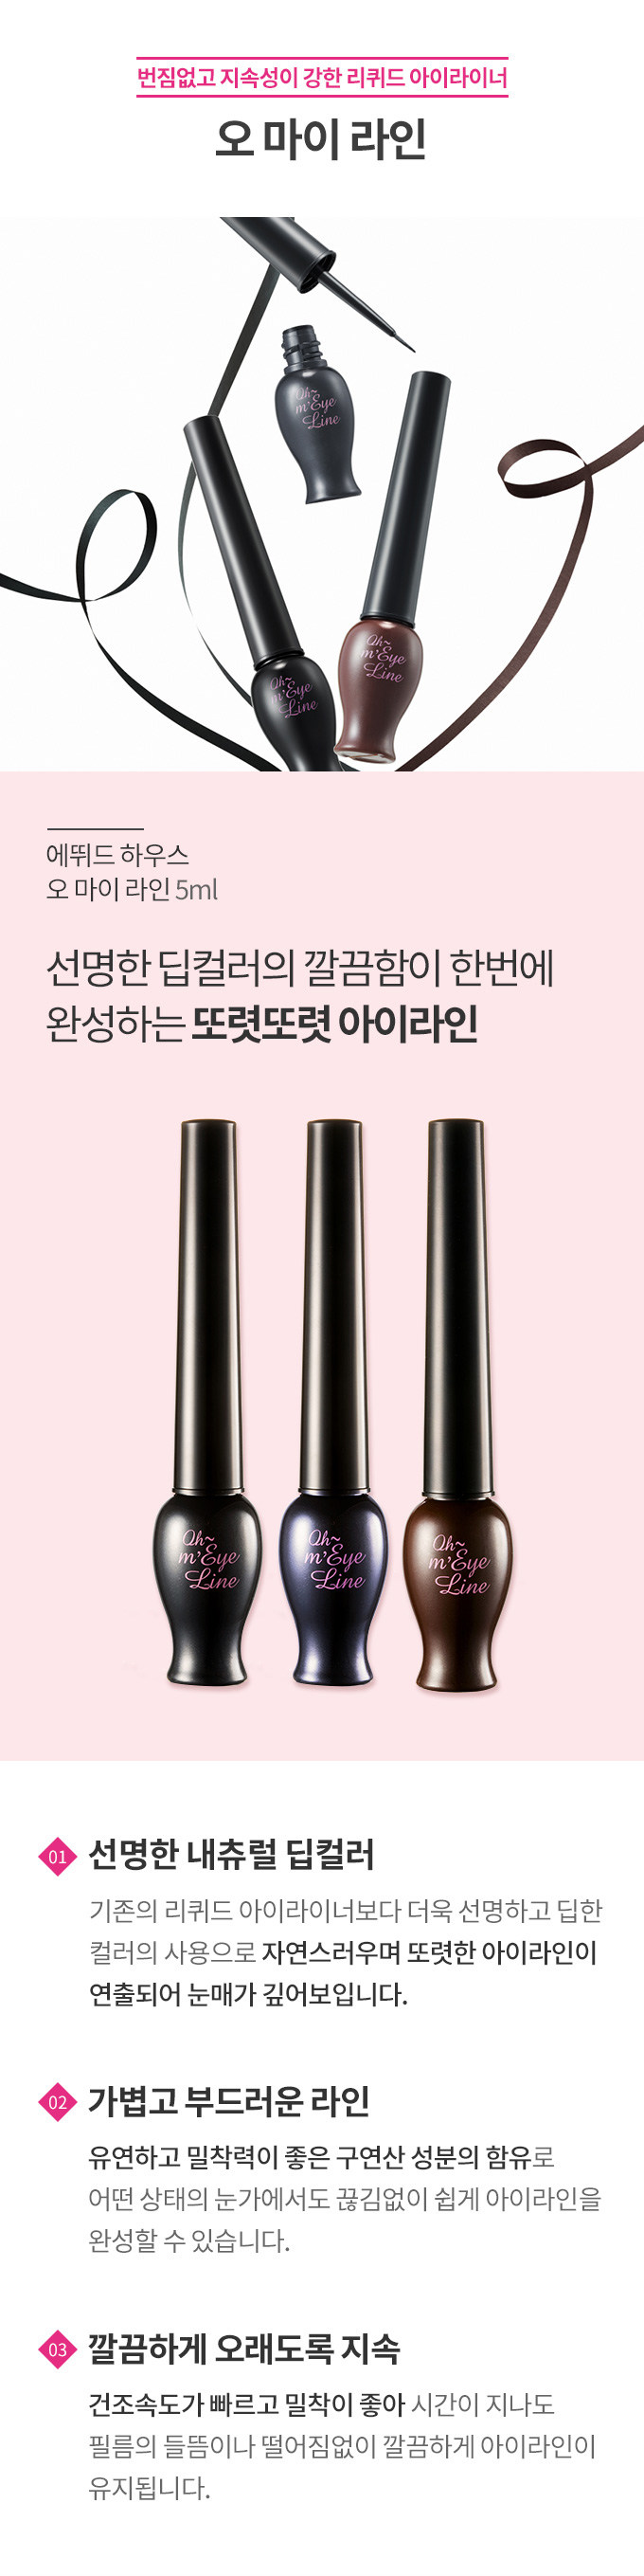 번짐없고 지속성이 강한 리퀴드 아이라이너
오 마이 라인
Oh~
m'Eye
Line
Oh~
m'Eye
Line
Oh~
m'Eye
Line
에뛰드 하우스
오 마이 라인 5ml
선명한 딥컬러의 깔끔함이 한번에
완성하는 또렷또렷 아이라인
Oh~
m'Eye
Line
Oh~
m'Eye
Line
Oh~
m'Eye
Line
01 선명한 내츄럴 딥컬러
기존의 리퀴드 아이라이너보다 더욱 선명하고 딥한
컬러의 사용으로 자연스러우며 또렷한 아이라인이
연출되어 눈매가 깊어보입니다.
02 가볍고 부드러운 라인
유연하고 밀착력이 좋은 구연산 성분의 함유로
어떤 상태의 눈가에서도 끊김없이 쉽게 아이라인을
완성할 수 있습니다.
03 깔끔하게 오래도록 지속
건조속도가 빠르고 밀착이 좋아 시간이 지나도
필름의 들뜸이나 떨어짐없이 깔끔하게 아이라인이
유지됩니다.